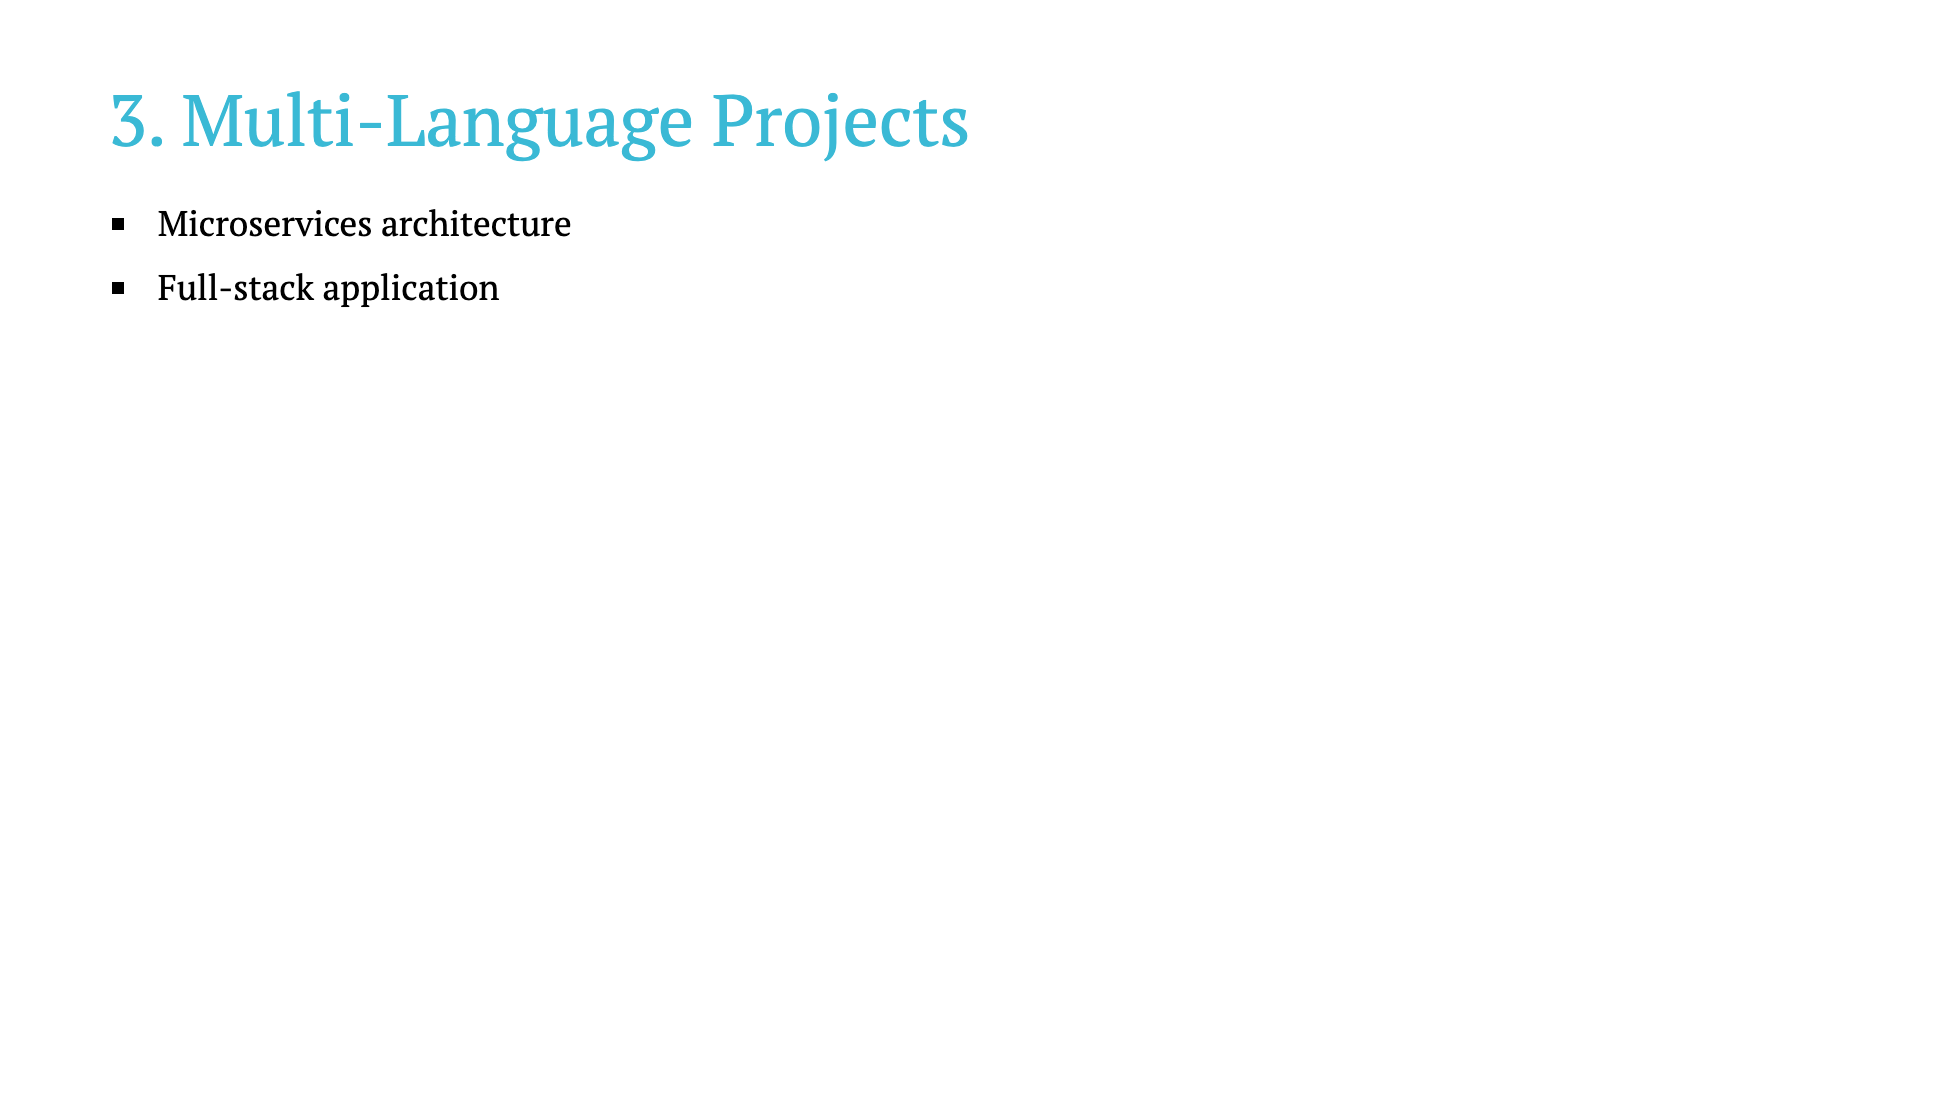 3. Multi-Language Projects
▪ Microservices architecture
▪ Full-stack application